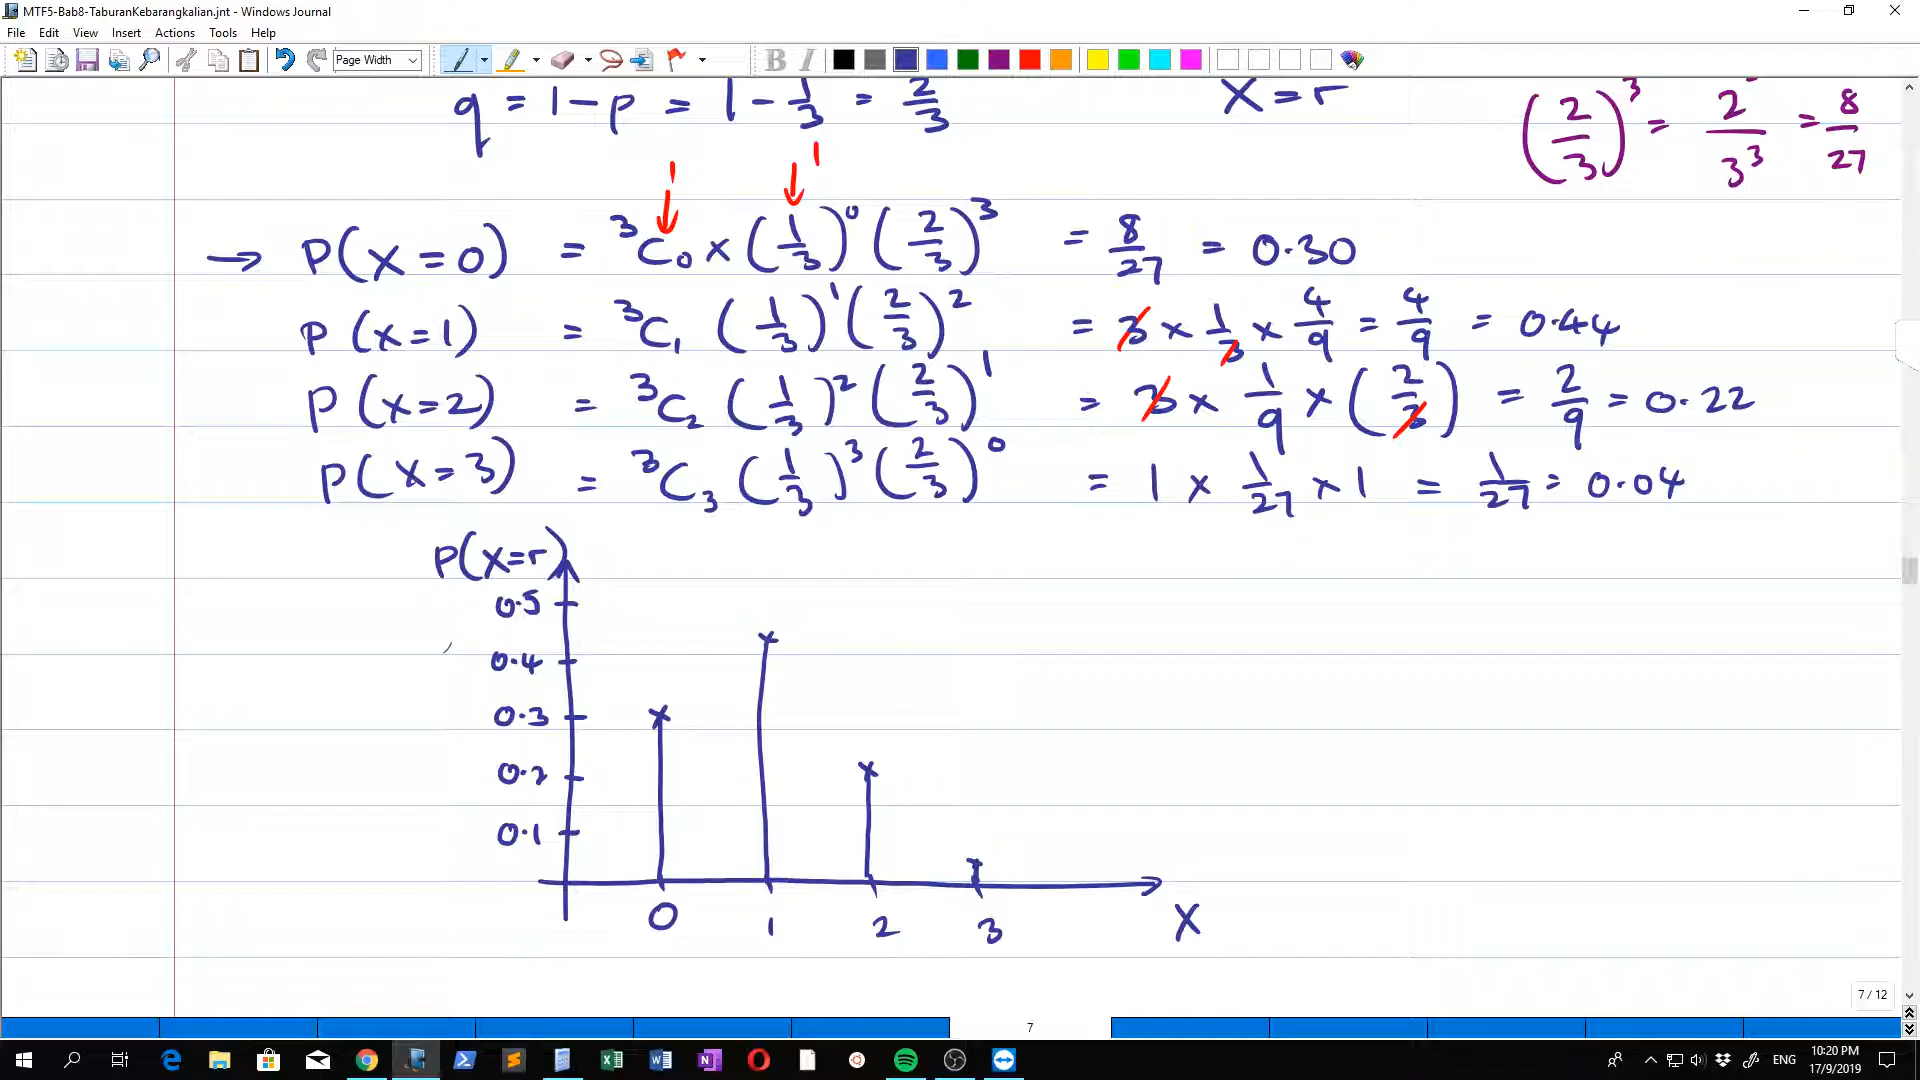 MTF5-Bab8-TaburanKebarangkalian.jnt - Windows Journal
File Edit View Insert Actions Tools Help
Page Width
B I
q = 1 - p = 1 - 1/3 = 2/3
X = r
(2/3)³ = 2/3³ = 8/27
1 1
→ P(X = 0) = ³C₀ × (1/3)⁰ (2/3)³ = 8/27 = 0.30
P(X=1) = ³C₁ (1/3)¹ (2/3)² = 3 × 1/3 × 4/9 = 4/9 = 0.44
P(X=2) = ³C₂ (1/3)² (2/3)¹ = 3 × 1/9 × (2/3) = 2/9 = 0.22
P(X=3) = ³C₃ (1/3)³ (2/3)⁰ = 1 × 1/27 × 1 = 1/27 = 0.04
P(X=r)
0.5
0.4
0.3
0.2
0.1
0 1 2 3 X
7 / 12
7
ENG
10:20 PM
17/9/2019